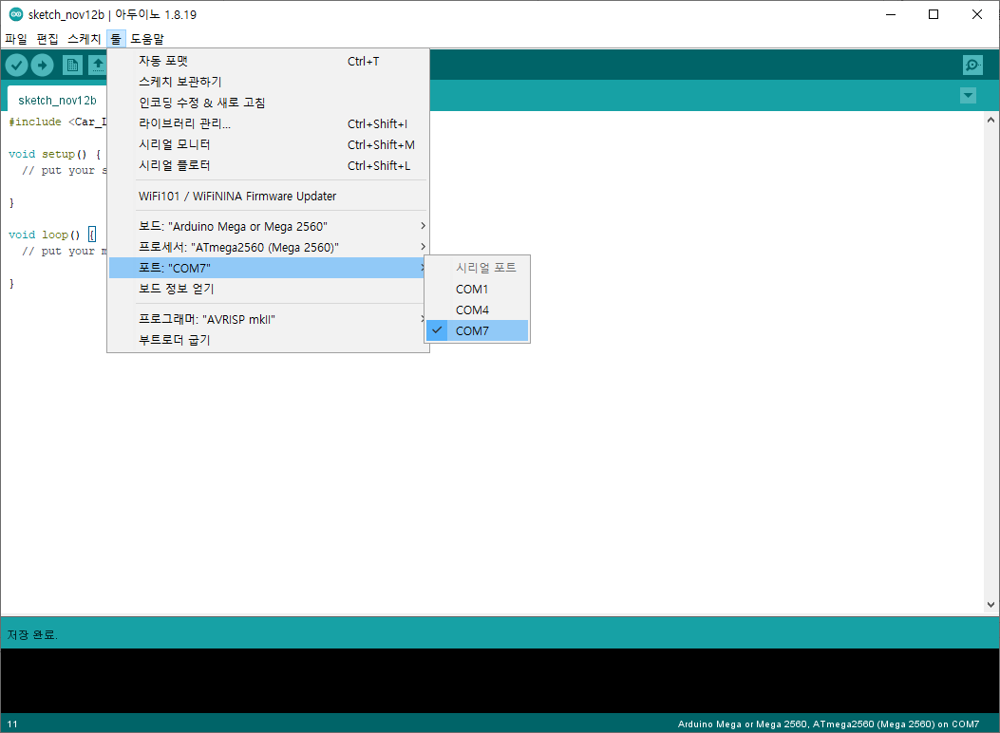 sketch_nov12b | 아두이노 1.8.19
파일 편집 스케치 툴 도움말
sketch_nov12b
#include <Car_
void setup() {
// put your s
}
void loop() {
// put your m
}
자동 포맷 Ctrl+T
스케치 보관하기
인코딩 수정 & 새로 고침
라이브러리 관리... Ctrl+Shift+I
시리얼 모니터 Ctrl+Shift+M
시리얼 플로터 Ctrl+Shift+L
WiFi101 / WiFiNINA Firmware Updater
보드: "Arduino Mega or Mega 2560"
프로세서: "ATmega2560 (Mega 2560)"
포트: "COM7"
보드 정보 얻기
프로그래머: "AVRISP mkII"
부트로더 굽기
시리얼 포트
COM1
COM4
COM7
저장 완료.
11 Arduino Mega or Mega 2560, ATmega2560 (Mega 2560) on COM7